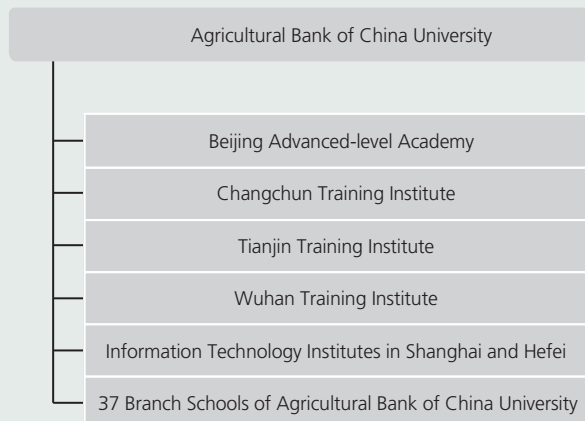 Agricultural Bank of China University
Beijing Advanced-level Academy
Changchun Training Institute
Tianjin Training Institute
Wuhan Training Institute
Information Technology Institutes in Shanghai and Hefei
37 Branch Schools of Agricultural Bank of China University